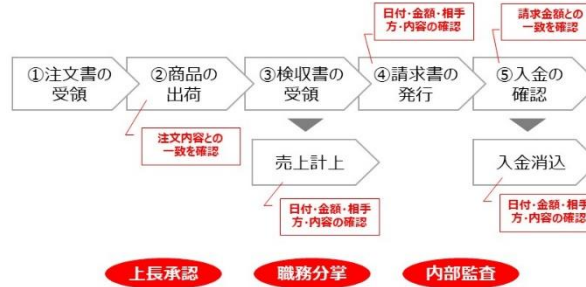 日付・金額・相手
方・内容の確認
請求金額との
一致を確認
①注文書の
受領
②商品の
出荷
③検収書の
受領
④請求書の
発行
⑤入金の
確認
注文内容との
一致を確認
売上計上
入金消込
日付・金額・相手
方・内容の確認
日付・金額・相手
方・内容の確認
上長承認
職務分掌
内部監査